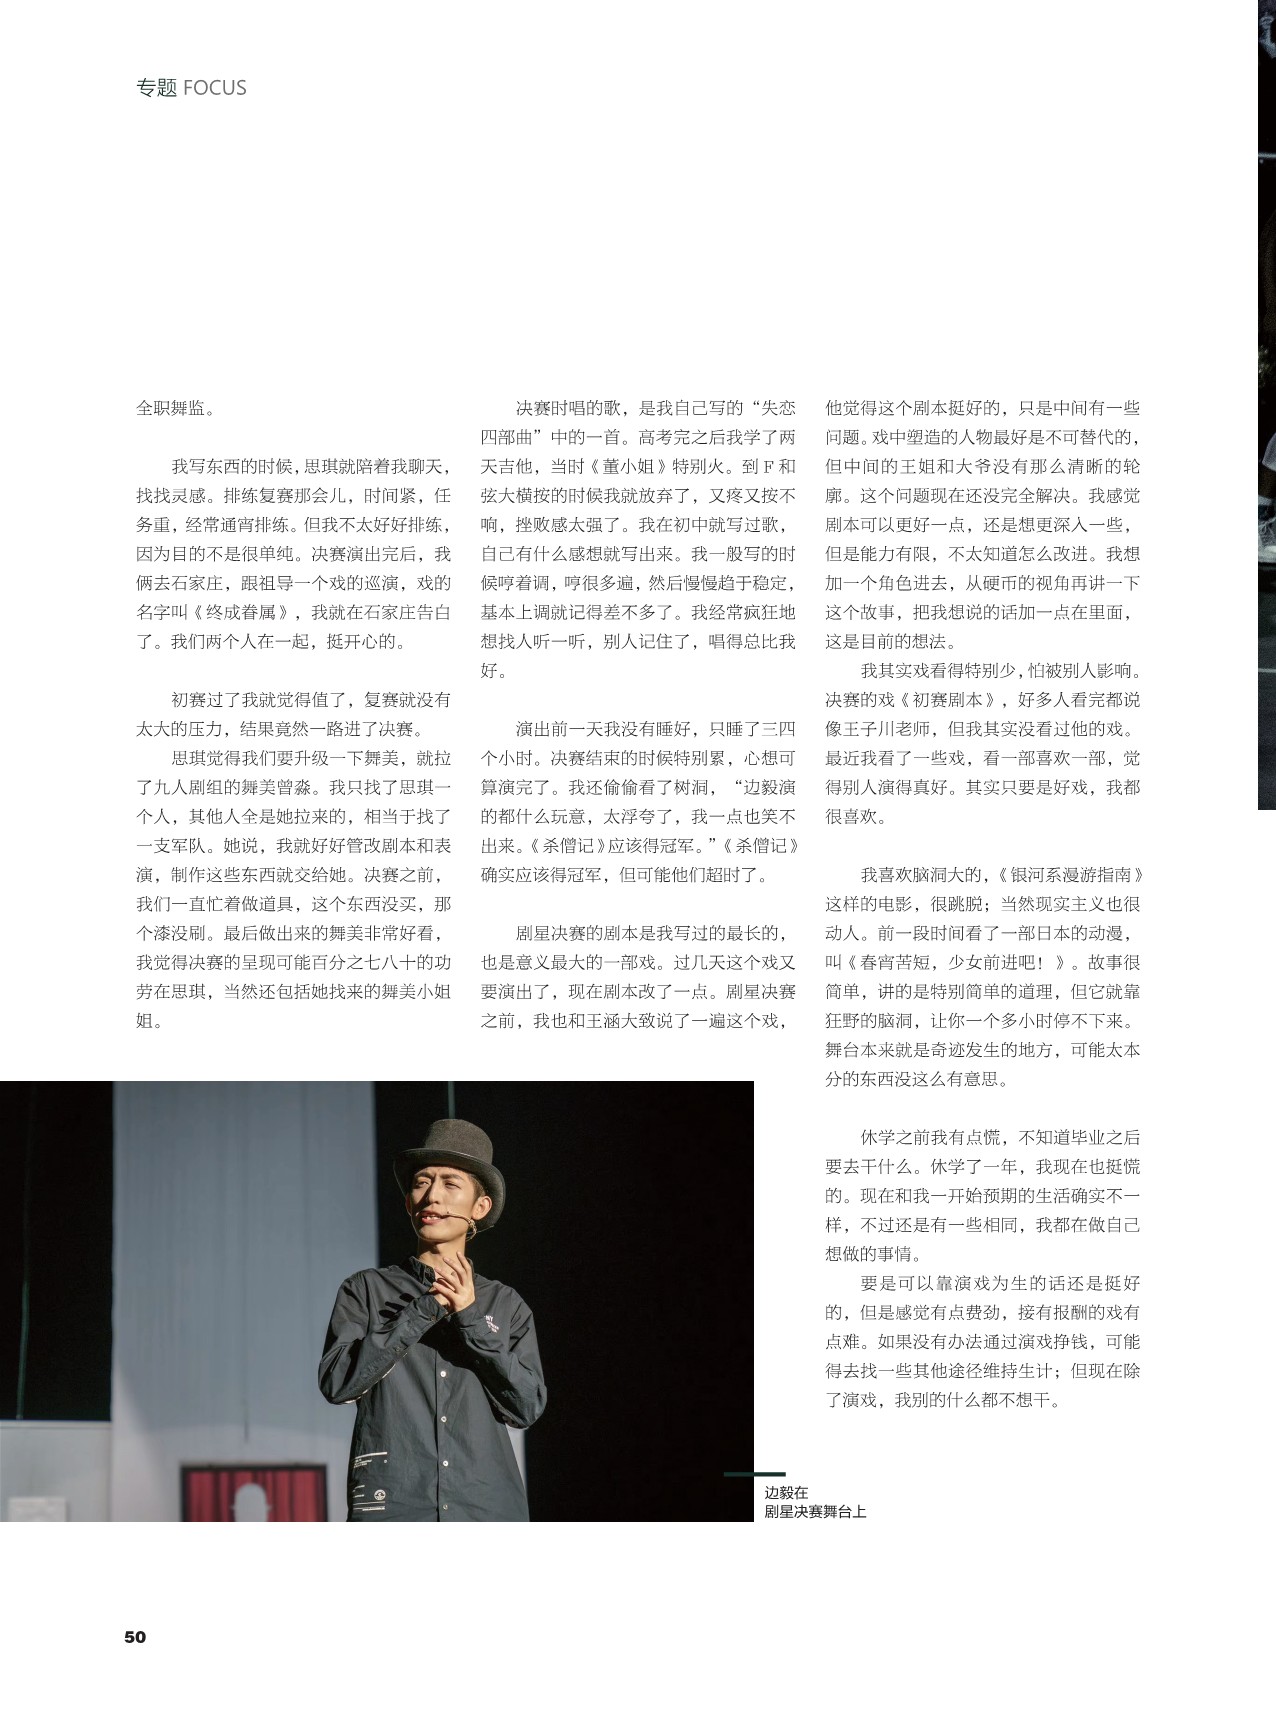 专题 FOCUS
全职舞监。
我写东西的时候，思琪就陪着我聊天，
找找灵感。排练复赛那会儿，时间紧，任
务重，经常通宵排练。但我不太好好排练，
因为目的不是很单纯。决赛演出完后，我
俩去石家庄，跟祖导一个戏的巡演，戏的
名字叫《终成眷属》，我就在石家庄告白
了。我们两个人在一起，挺开心的。
初赛过了我就觉得值了，复赛就没有
太大的压力，结果竟然一路进了决赛。
思琪觉得我们要升级一下舞美，就拉
了九人剧组的舞美曾淼。我只找了思琪一
个人，其他人全是她拉来的，相当于找了
一支军队。她说，我就好好管改剧本和表
演，制作这些东西就交给她。决赛之前，
我们一直忙着做道具，这个东西没买，那
个漆没刷。最后做出来的舞美非常好看，
我觉得决赛的呈现可能百分之七八十的功
劳在思琪，当然还包括她找来的舞美小姐
姐。
决赛时唱的歌，是我自己写的“失恋
四部曲”中的一首。高考完之后我学了两
天吉他，当时《董小姐》特别火。到 F 和
弦大横按的时候我就放弃了，又疼又按不
响，挫败感太强了。我在初中就写过歌，
自己有什么感想就写出来。我一般写的时
候哼着调，哼很多遍，然后慢慢趋于稳定，
基本上调就记得差不多了。我经常疯狂地
想找人听一听，别人记住了，唱得总比我
好。
演出前一天我没有睡好，只睡了三四
个小时。决赛结束的时候特别累，心想可
算演完了。我还偷偷看了树洞，“边毅演
的都什么玩意，太浮夸了，我一点也笑不
出来。《杀僧记》应该得冠军。”《杀僧记》
确实应该得冠军，但可能他们超时了。
剧星决赛的剧本是我写过的最长的，
也是意义最大的一部戏。过几天这个戏又
要演出了，现在剧本改了一点。剧星决赛
之前，我也和王涵大致说了一遍这个戏，
他觉得这个剧本挺好的，只是中间有一些
问题。戏中塑造的人物最好是不可替代的，
但中间的王姐和大爷没有那么清晰的轮
廓。这个问题现在还没完全解决。我感觉
剧本可以更好一点，还是想更深入一些，
但是能力有限，不太知道怎么改进。我想
加一个角色进去，从硬币的视角再讲一下
这个故事，把我想说的话加一点在里面，
这是目前的想法。
我其实戏看得特别少，怕被别人影响。
决赛的戏《初赛剧本》，好多人看完都说
像王子川老师，但我其实没看过他的戏。
最近我看了一些戏，看一部喜欢一部，觉
得别人演得真好。其实只要是好戏，我都
很喜欢。
我喜欢脑洞大的，《银河系漫游指南》
这样的电影，很跳脱；当然现实主义也很
动人。前一段时间看了一部日本的动漫，
叫《春宵苦短，少女前进吧！》。故事很
简单，讲的是特别简单的道理，但它就靠
狂野的脑洞，让你一个多小时停不下来。
舞台本来就是奇迹发生的地方，可能太本
分的东西没这么有意思。
休学之前我有点慌，不知道毕业之后
要去干什么。休学了一年，我现在也挺慌
的。现在和我一开始预期的生活确实不一
样，不过还是有一些相同，我都在做自己
想做的事情。
要是可以靠演戏为生的话还是挺好
的，但是感觉有点费劲，接有报酬的戏有
点难。如果没有办法通过演戏挣钱，可能
得去找一些其他途径维持生计；但现在除
了演戏，我别的什么都不想干。
边毅在
剧星决赛舞台上
50